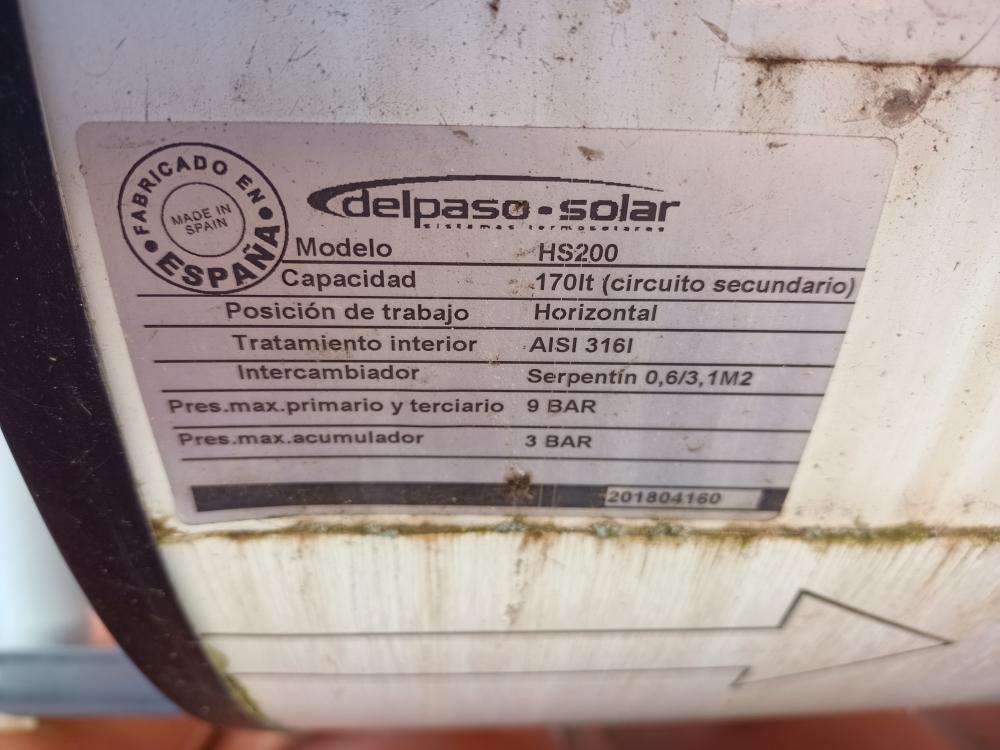 FABRICADO EN ESPAÑA
MADE IN
SPAIN
delpaso·solar
sistemas termosolares
Modelo HS200
Capacidad 170lt (circuito secundario)
Posición de trabajo Horizontal
Tratamiento interior AISI 316l
Intercambiador Serpentín 0,6/3,1M2
Pres.max.primario y terciario 9 BAR
Pres.max.acumulador 3 BAR
201804160